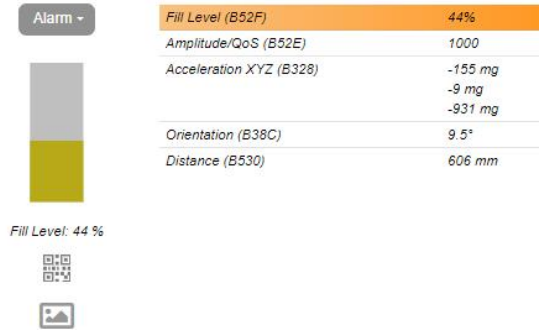 Alarm
Fill Level (B52F) 44%
Amplitude/QoS (B52E) 1000
Acceleration XYZ (B328) -155 mg
-9 mg
-931 mg
Orientation (B38C) 9.5°
Distance (B530) 606 mm
Fill Level: 44 %